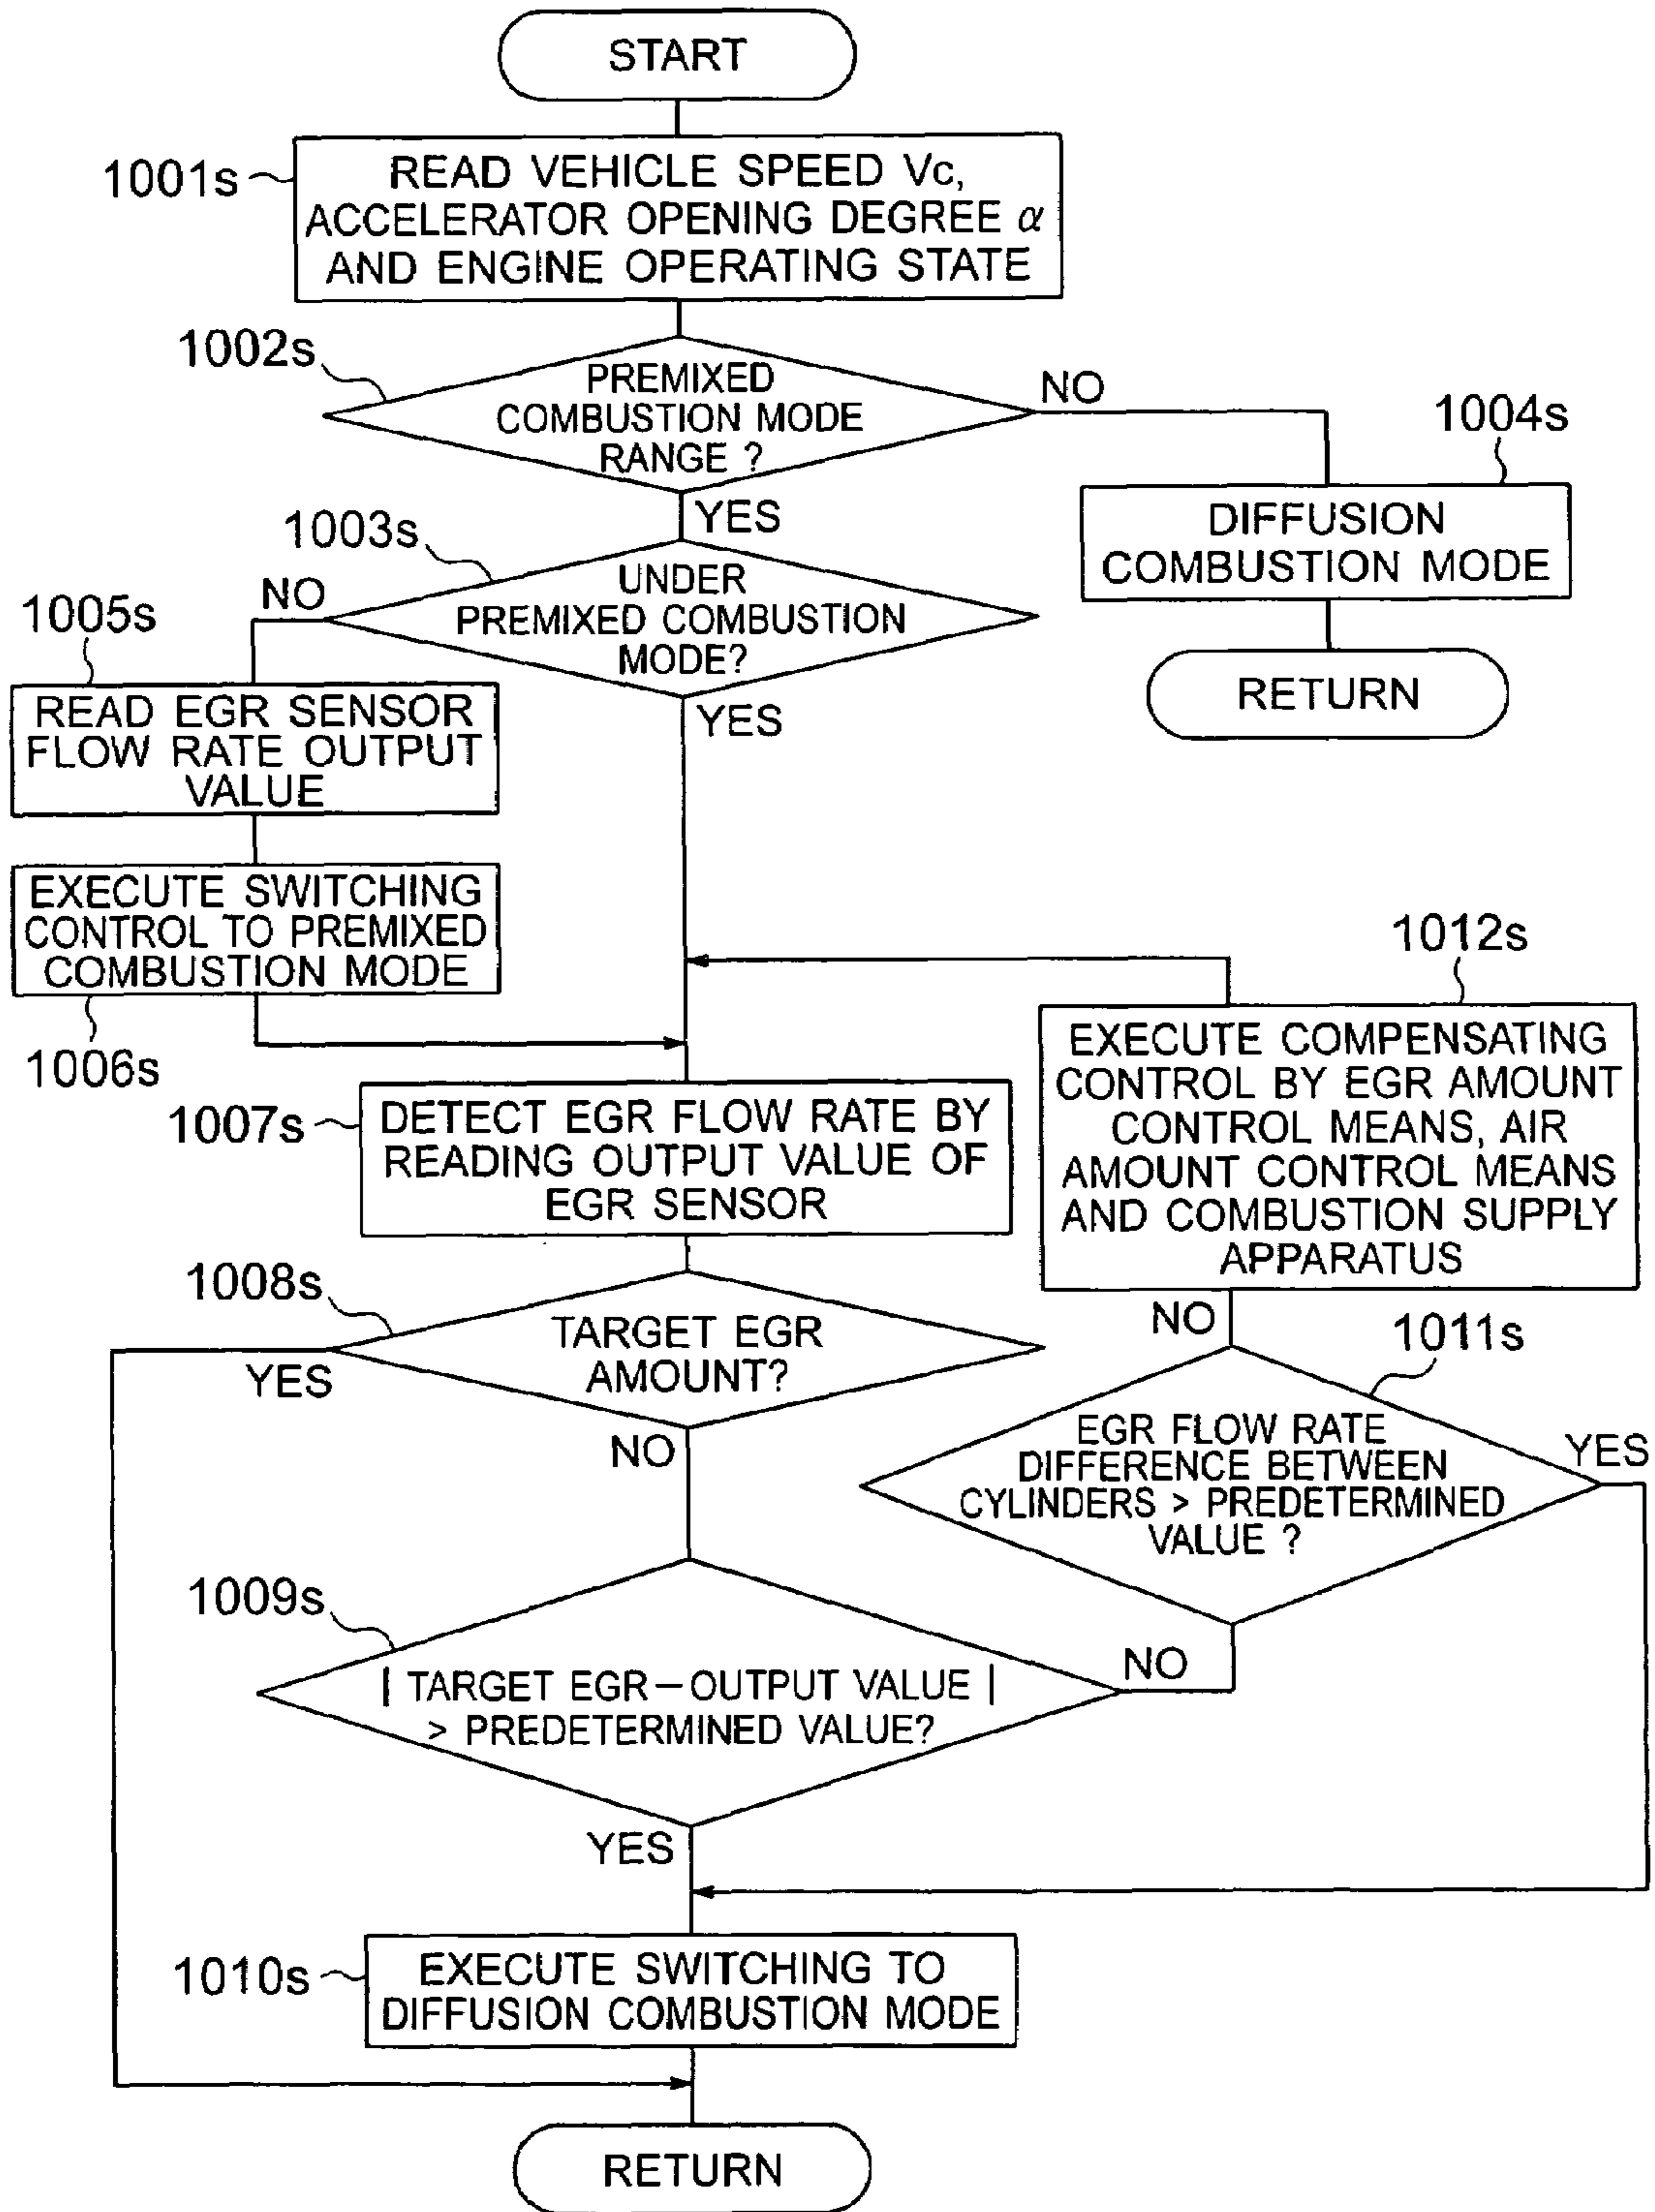 START
1001s
READ VEHICLE SPEED Vc,
ACCELERATOR OPENING DEGREE α
AND ENGINE OPERATING STATE
1002s
PREMIXED
COMBUSTION MODE
RANGE ?
NO
YES
1004s
DIFFUSION
COMBUSTION MODE
RETURN
1003s
UNDER
PREMIXED COMBUSTION
MODE?
NO
YES
1005s
READ EGR SENSOR
FLOW RATE OUTPUT
VALUE
EXECUTE SWITCHING
CONTROL TO PREMIXED
COMBUSTION MODE
1006s
1012s
EXECUTE COMPENSATING
CONTROL BY EGR AMOUNT
CONTROL MEANS, AIR
AMOUNT CONTROL MEANS
AND COMBUSTION SUPPLY
APPARATUS
1007s
DETECT EGR FLOW RATE BY
READING OUTPUT VALUE OF
EGR SENSOR
1008s
TARGET EGR
AMOUNT?
YES
NO
NO
1011s
EGR FLOW RATE
DIFFERENCE BETWEEN
CYLINDERS > PREDETERMINED
VALUE ?
YES
1009s
| TARGET EGR−OUTPUT VALUE |
> PREDETERMINED VALUE?
NO
YES
1010s
EXECUTE SWITCHING TO
DIFFUSION COMBUSTION MODE
RETURN